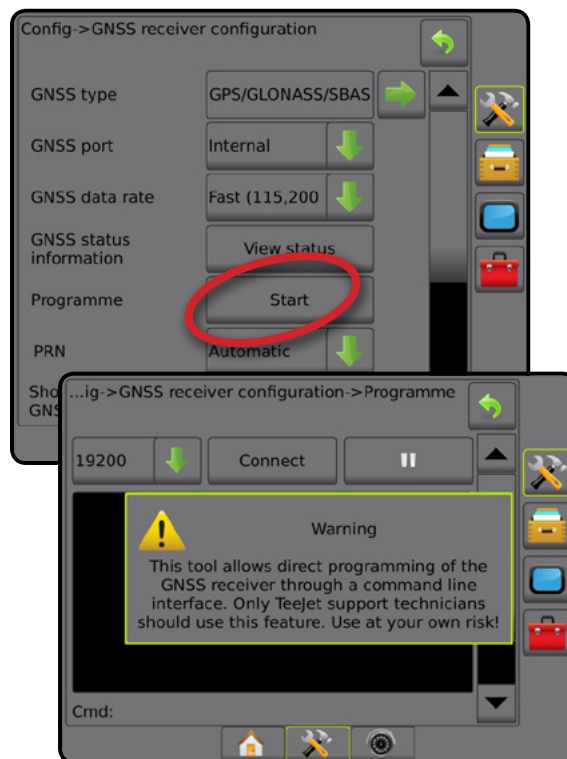 Config->GNSS receiver configuration
GNSS type
GPS/GLONASS/SBAS
GNSS port
Internal
GNSS data rate
Fast (115,200
GNSS status
information
View status
Programme
Start
PRN
Automatic
Sho
GNS
...ig->GNSS receiver configuration->Programme
19200
Connect
Warning
This tool allows direct programming of the
GNSS receiver through a command line
interface. Only TeeJet support technicians
should use this feature. Use at your own risk!
Cmd: